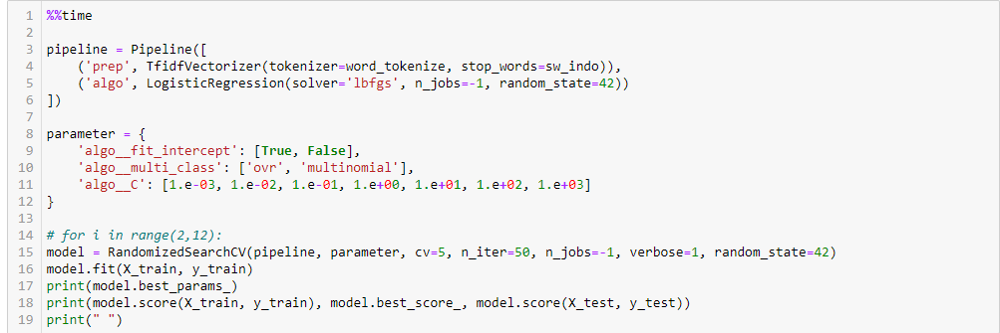 1 %%time
2
3 pipeline = Pipeline([
4     ('prep', TfidfVectorizer(tokenizer=word_tokenize, stop_words=sw_indo)),
5     ('algo', LogisticRegression(solver='lbfgs', n_jobs=-1, random_state=42))
6 ])
7
8 parameter = {
9     'algo__fit_intercept': [True, False],
10     'algo__multi_class': ['ovr', 'multinomial'],
11     'algo__C': [1.e-03, 1.e-02, 1.e-01, 1.e+00, 1.e+01, 1.e+02, 1.e+03]
12 }
13
14 # for i in range(2,12):
15 model = RandomizedSearchCV(pipeline, parameter, cv=5, n_iter=50, n_jobs=-1, verbose=1, random_state=42)
16 model.fit(X_train, y_train)
17 print(model.best_params_)
18 print(model.score(X_train, y_train), model.best_score_, model.score(X_test, y_test))
19 print(" ")